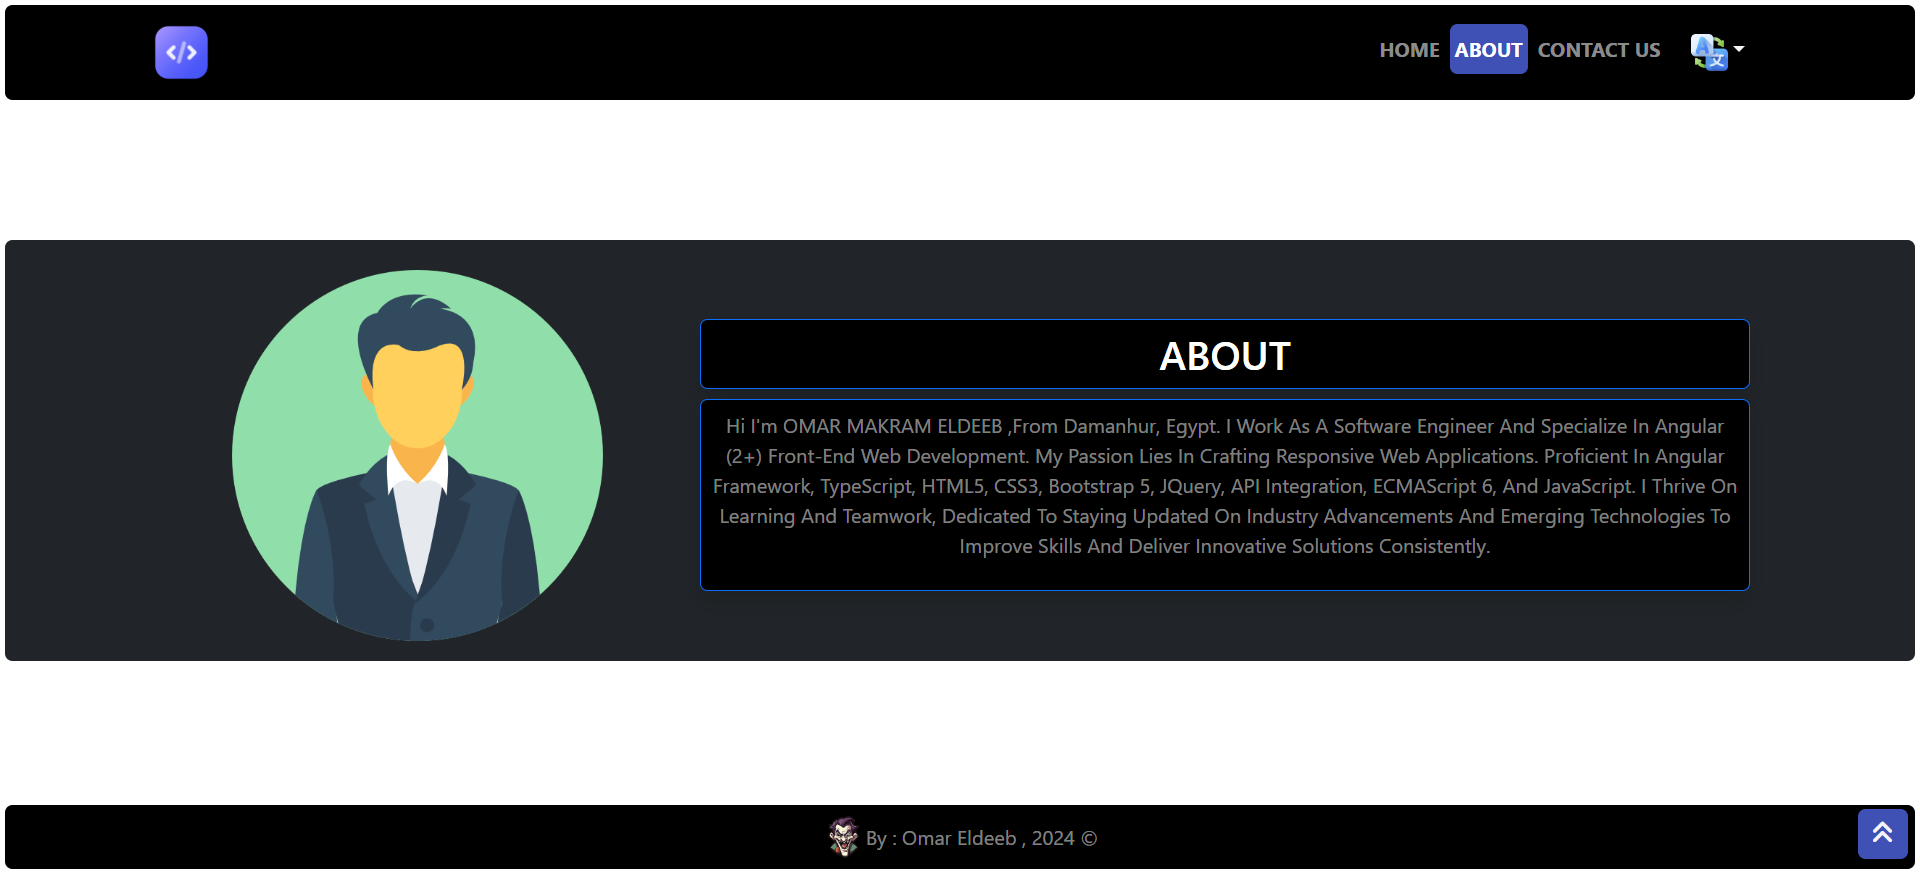 </>
HOME ABOUT CONTACT US
A 文
ABOUT
Hi I'm OMAR MAKRAM ELDEEB ,From Damanhur, Egypt. I Work As A Software Engineer And Specialize In Angular
(2+) Front-End Web Development. My Passion Lies In Crafting Responsive Web Applications. Proficient In Angular
Framework, TypeScript, HTML5, CSS3, Bootstrap 5, JQuery, API Integration, ECMAScript 6, And JavaScript. I Thrive On
Learning And Teamwork, Dedicated To Staying Updated On Industry Advancements And Emerging Technologies To
Improve Skills And Deliver Innovative Solutions Consistently.
By : Omar Eldeeb , 2024 ©